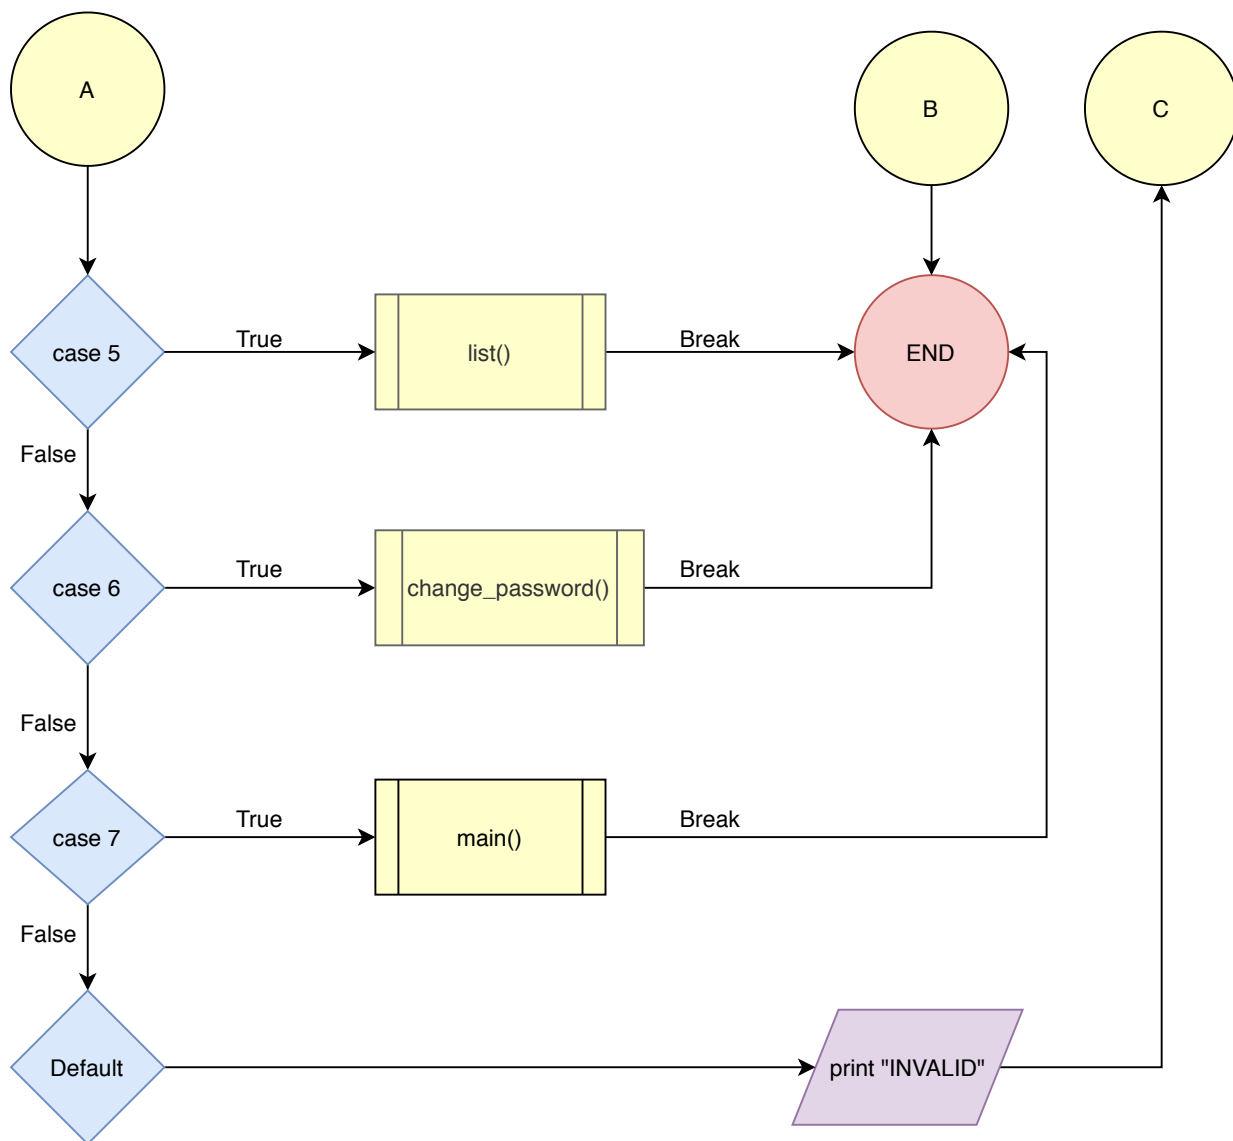 A
B
C
case 5
True
list()
Break
END
False
case 6
True
change_password()
Break
False
case 7
True
main()
Break
False
Default
print "INVALID"